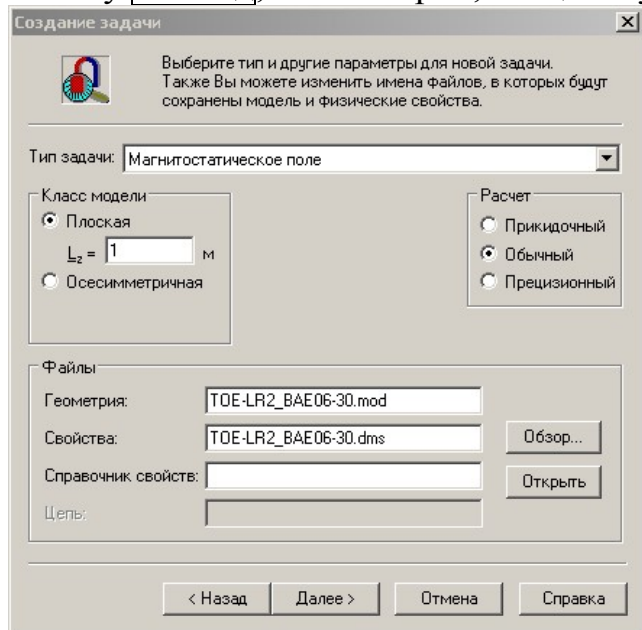 Создание задачи
Выберите тип и другие параметры для новой задачи.
Также Вы можете изменить имена файлов, в которых будут
сохранены модель и физические свойства.
Тип задачи: Магнитостатическое поле
Класс модели
Плоская
Lz = 1 м
Осесимметричная
Расчет
Прикидочный
Обычный
Прецизионный
Файлы
Геометрия: TOE-LR2_BAE06-30.mod
Свойства: TOE-LR2_BAE06-30.dms
Обзор...
Справочник свойств:
Открыть
Цепь:
< Назад Далее > Отмена Справка